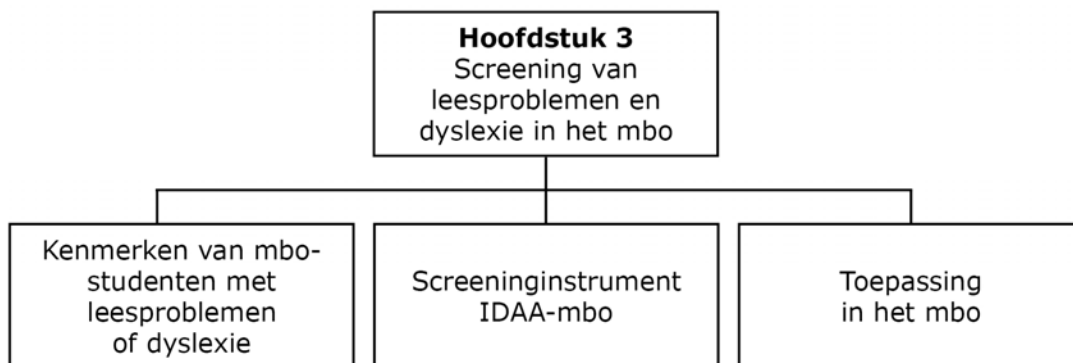 Hoofdstuk 3
Screening van
leesproblemen en
dyslexie in het mbo
Kenmerken van mbo-
studenten met
leesproblemen
of dyslexie
Screeninginstrument
IDAA-mbo
Toepassing
in het mbo